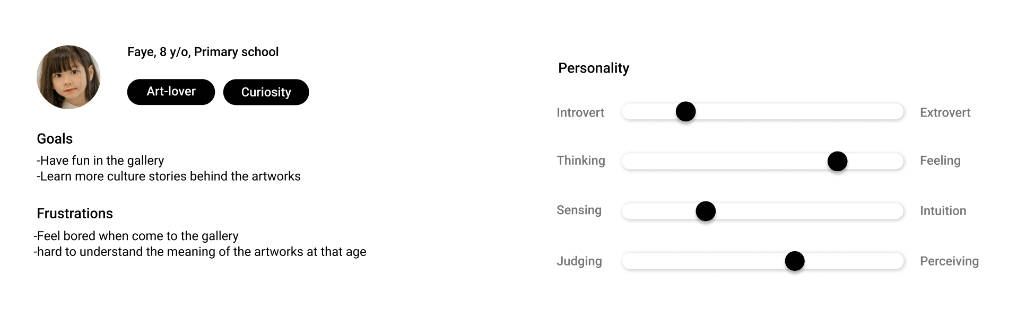 Faye, 8 y/o, Primary school
Art-lover
Curiosity
Goals
-Have fun in the gallery
-Learn more culture stories behind the artworks
Frustrations
-Feel bored when come to the gallery
-hard to understand the meaning of the artworks at that age
Personality
Introvert Extrovert
Thinking Feeling
Sensing Intuition
Judging Perceiving